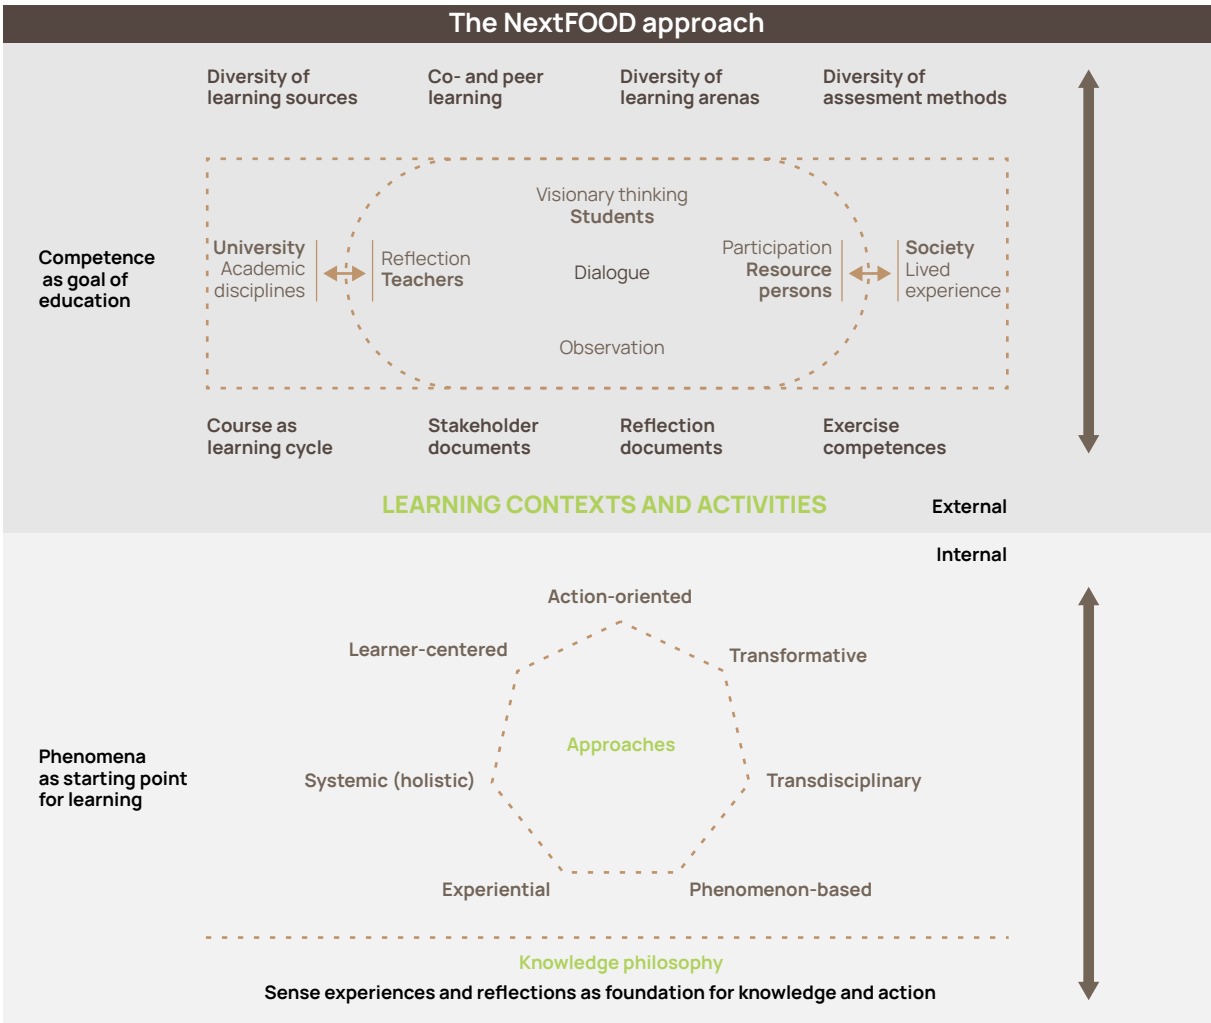 The NextFOOD approach
Diversity of
learning sources
Co- and peer
learning
Diversity of
learning arenas
Diversity of
assesment methods
Competence
as goal of
education
University
Academic
disciplines
Reflection
Teachers
Visionary thinking
Students
Dialogue
Observation
Participation
Resource
persons
Society
Lived
experience
Course as
learning cycle
Stakeholder
documents
Reflection
documents
Exercise
competences
LEARNING CONTEXTS AND ACTIVITIES
External
Internal
Action-oriented
Learner-centered
Transformative
Approaches
Phenomena
as starting point
for learning
Systemic (holistic)
Transdisciplinary
Experiential
Phenomenon-based
Knowledge philosophy
Sense experiences and reflections as foundation for knowledge and action